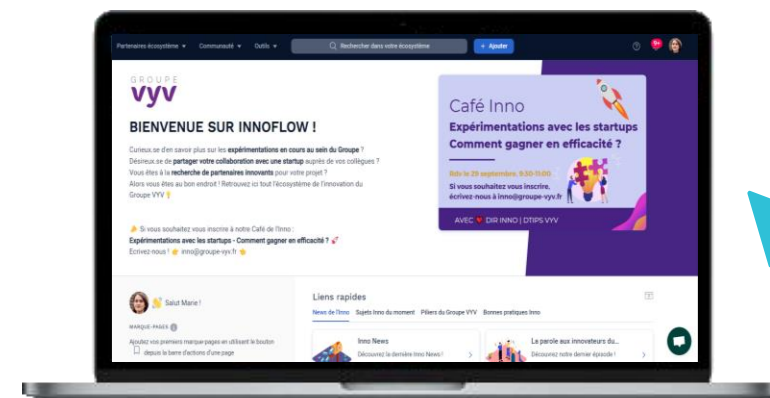 Partenaires écosystème Communauté Outils Rechercher dans votre écosystème + Ajouter
GROUPE
vyv
BIENVENUE SUR INNOFLOW !
Curieux.se d'en savoir plus sur les expérimentations en cours au sein du Groupe ?
Désireux.se de partager votre collaboration avec une startup auprès de vos collègues ?
Vous êtes à la recherche de partenaires innovants pour votre projet ?
Alors vous êtes au bon endroit ! Retrouvez ici tout l'écosystème de l'innovation du
Groupe VYV
Si vous souhaitez vous inscrire à notre Café de l'Inno :
Expérimentations avec les startups - Comment gagner en efficacité ?
Ecrivez-nous ! inno@groupe-vyv.fr
Café Inno
Expérimentations avec les startups
Comment gagner en efficacité ?
Rdv le 29 septembre, 9:30-11:00
Si vous souhaitez vous inscrire,
écrivez-nous à inno@groupe-vyv.fr
AVEC DIR INNO | DTIPS VYV
Salut Marie !
MARQUE-PAGES
Ajoutez vos premiers marque-pages en utilisant le bouton
depuis la barre d'actions d'une page
Liens rapides
News de l'Inno Sujets Inno du moment Piliers du Groupe VYV Bonnes pratiques Inno
Inno News
Découvrez la dernière Inno News !
La parole aux innovateurs du...
Découvrez notre dernier épisode !